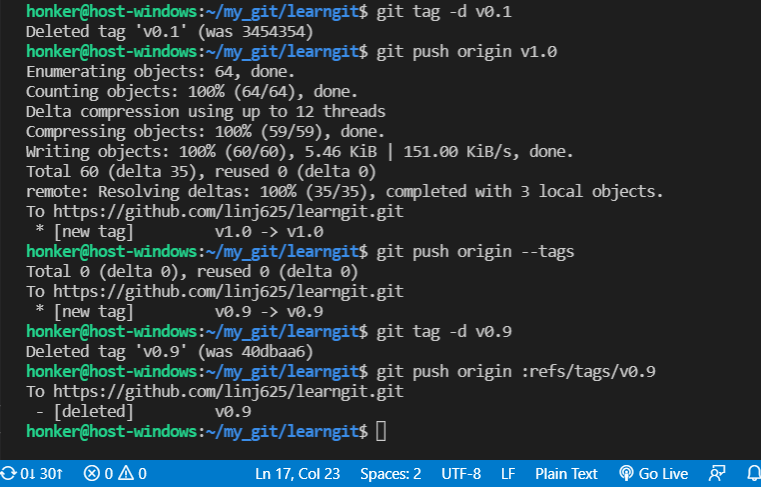 honker@host-windows:~/my_git/learngit$ git tag -d v0.1
Deleted tag 'v0.1' (was 3454354)
honker@host-windows:~/my_git/learngit$ git push origin v1.0
Enumerating objects: 64, done.
Counting objects: 100% (64/64), done.
Delta compression using up to 12 threads
Compressing objects: 100% (59/59), done.
Writing objects: 100% (60/60), 5.46 KiB | 151.00 KiB/s, done.
Total 60 (delta 35), reused 0 (delta 0)
remote: Resolving deltas: 100% (35/35), completed with 3 local objects.
To https://github.com/linj625/learngit.git
 * [new tag]         v1.0 -> v1.0
honker@host-windows:~/my_git/learngit$ git push origin --tags
Total 0 (delta 0), reused 0 (delta 0)
To https://github.com/linj625/learngit.git
 * [new tag]         v0.9 -> v0.9
honker@host-windows:~/my_git/learngit$ git tag -d v0.9
Deleted tag 'v0.9' (was 40dbaa6)
honker@host-windows:~/my_git/learngit$ git push origin :refs/tags/v0.9
To https://github.com/linj625/learngit.git
 - [deleted]         v0.9
honker@host-windows:~/my_git/learngit$
0↓ 30↑ 0 0 Ln 17, Col 23 Spaces: 2 UTF-8 LF Plain Text Go Live